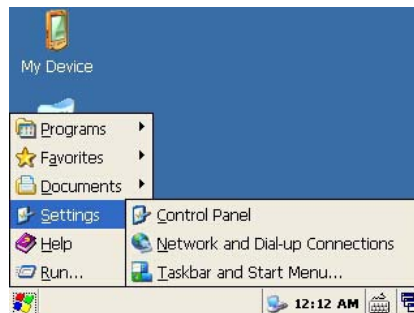 My Device
Programs
Favorites
Documents
Settings
Control Panel
Help
Network and Dial-up Connections
Run...
Taskbar and Start Menu...
12:12 AM